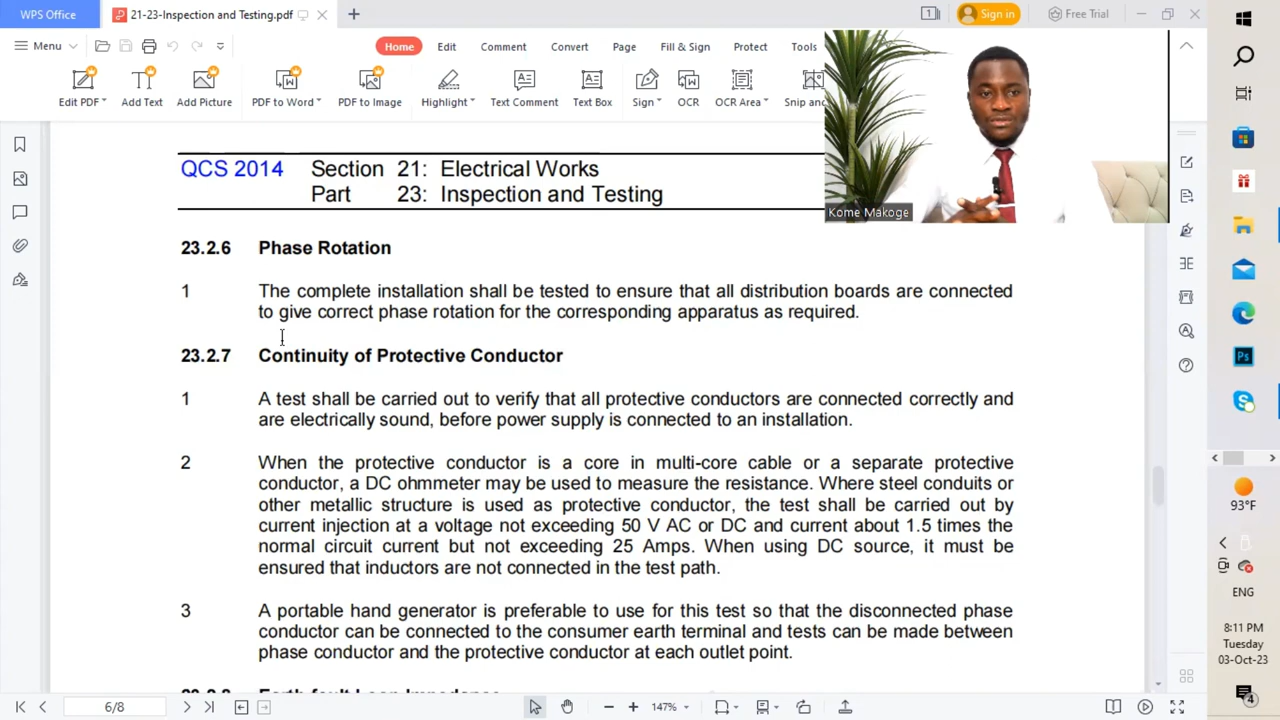 WPS Office
21-23-Inspection and Testing.pdf
Sign in
Free Trial
Menu
Home
Edit
Comment
Convert
Page
Fill & Sign
Protect
Tools
Edit PDF
Add Text
Add Picture
PDF to Word
PDF to Image
Highlight
Text Comment
Text Box
Sign
OCR
OCR Area
Snip and
Kome Makoge
QCS 2014 Section 21: Electrical Works
Part 23: Inspection and Testing
23.2.6 Phase Rotation
1 The complete installation shall be tested to ensure that all distribution boards are connected
to give correct phase rotation for the corresponding apparatus as required.
23.2.7 Continuity of Protective Conductor
1 A test shall be carried out to verify that all protective conductors are connected correctly and
are electrically sound, before power supply is connected to an installation.
2 When the protective conductor is a core in multi-core cable or a separate protective
conductor, a DC ohmmeter may be used to measure the resistance. Where steel conduits or
other metallic structure is used as protective conductor, the test shall be carried out by
current injection at a voltage not exceeding 50 V AC or DC and current about 1.5 times the
normal circuit current but not exceeding 25 Amps. When using DC source, it must be
ensured that inductors are not connected in the test path.
3 A portable hand generator is preferable to use for this test so that the disconnected phase
conductor can be connected to the consumer earth terminal and tests can be made between
phase conductor and the protective conductor at each outlet point.
23.2.8 Earth fault Loop Impedance
6/8
147%
Ps
93°F
ENG
8:11 PM
Tuesday
03-Oct-23
4